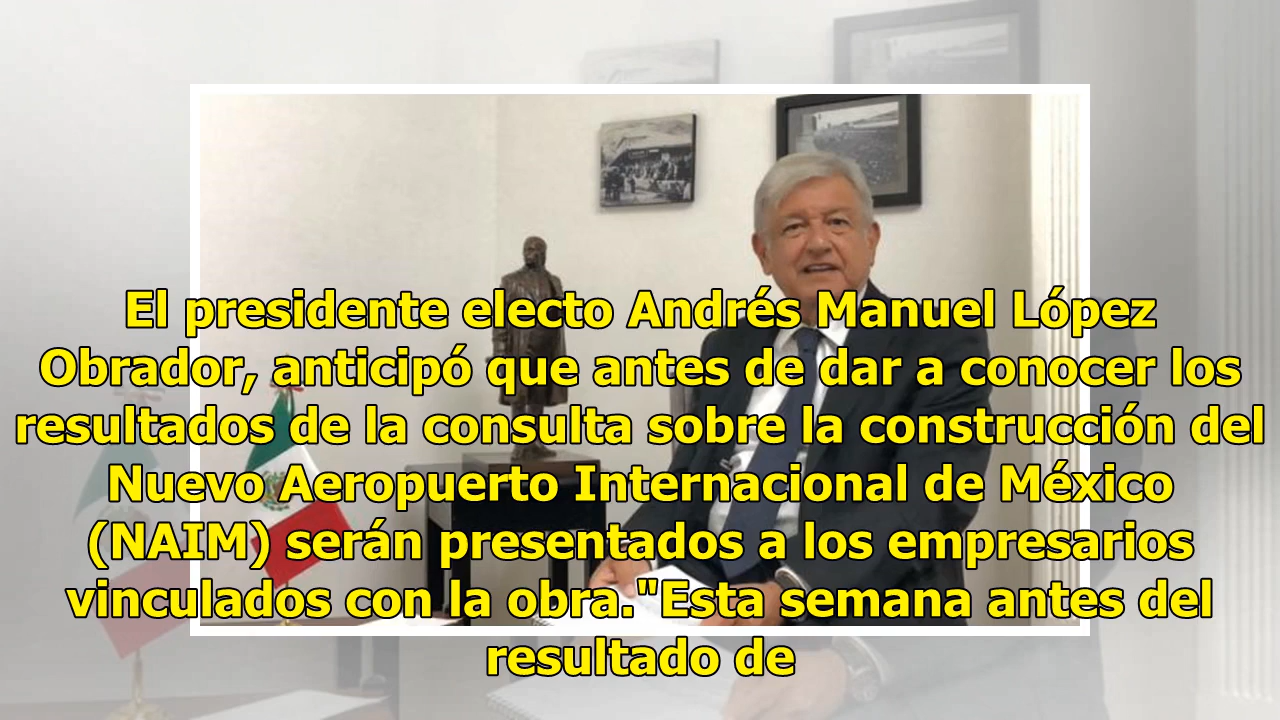 El presidente electo Andrés Manuel López
Obrador, anticipó que antes de dar a conocer los
resultados de la consulta sobre la construcción del
Nuevo Aeropuerto Internacional de México
(NAIM) serán presentados a los empresarios
vinculados con la obra."Esta semana antes del
resultado de